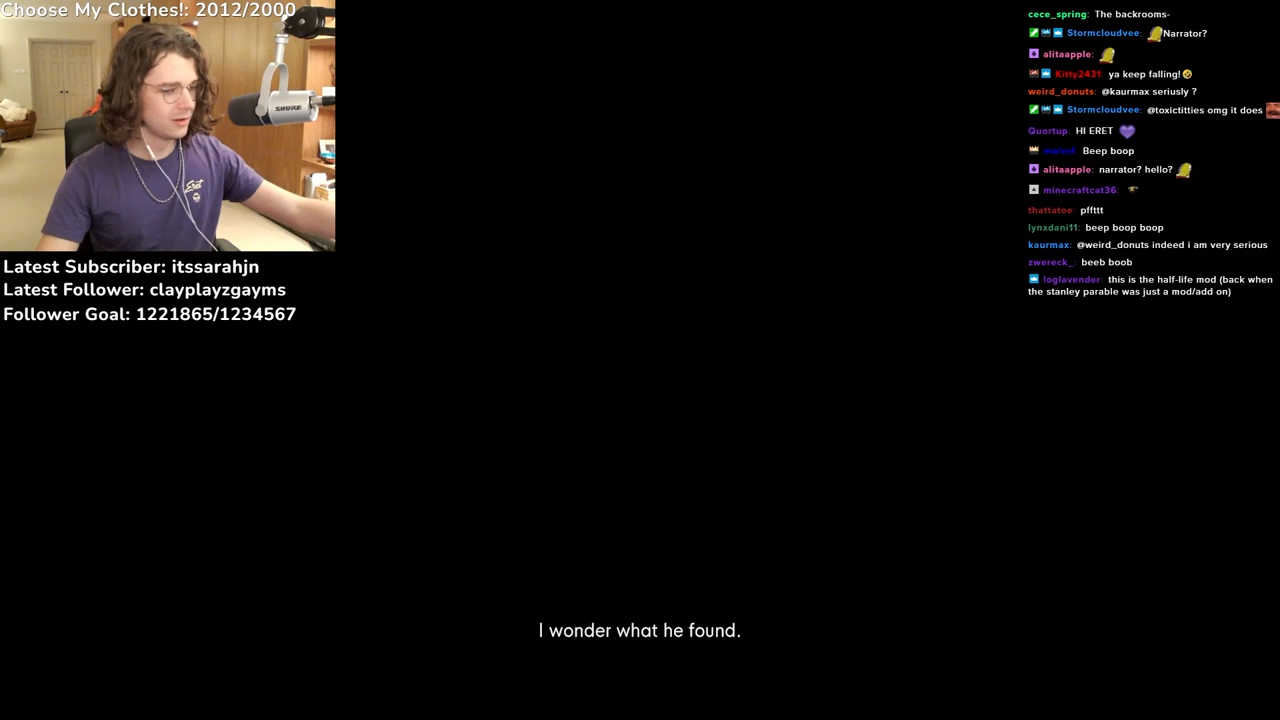 Choose My Clothes!: 2012/2000
SHURE
Eret
Latest Subscriber: itssarahjn
Latest Follower: clayplayzgayms
Follower Goal: 1221865/1234567
cece_spring: The backrooms-
Stormcloudvee: Narrator?
alitaapple:
Kitty2431: ya keep falling!
weird_donuts: @kaurmax seriusly ?
Stormcloudvee: @toxictitties omg it does
Quortup: HI ERET
Beep boop
alitaapple: narrator? hello?
minecraftcat36:
thattatoe: pffttt
lynxdani11: beep boop boop
kaurmax: @weird_donuts indeed i am very serious
zwereck_: beeb boob
loglavender: this is the half-life mod (back when
the stanley parable was just a mod/add on)
I wonder what he found.